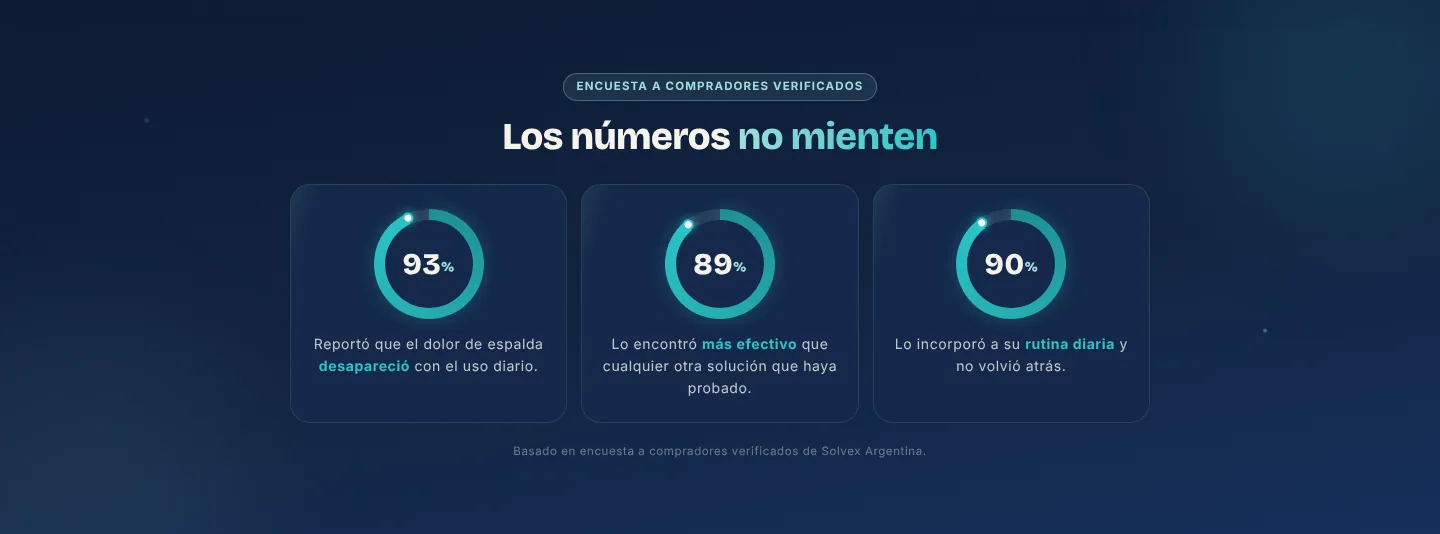 ENCUESTA A COMPRADORES VERIFICADOS
Los números no mienten
93%
Reportó que el dolor de espalda
desapareció con el uso diario.
89%
Lo encontró más efectivo que
cualquier otra solución que haya
probado.
90%
Lo incorporó a su rutina diaria y
no volvió atrás.
Basado en encuesta a compradores verificados de Solvex Argentina.